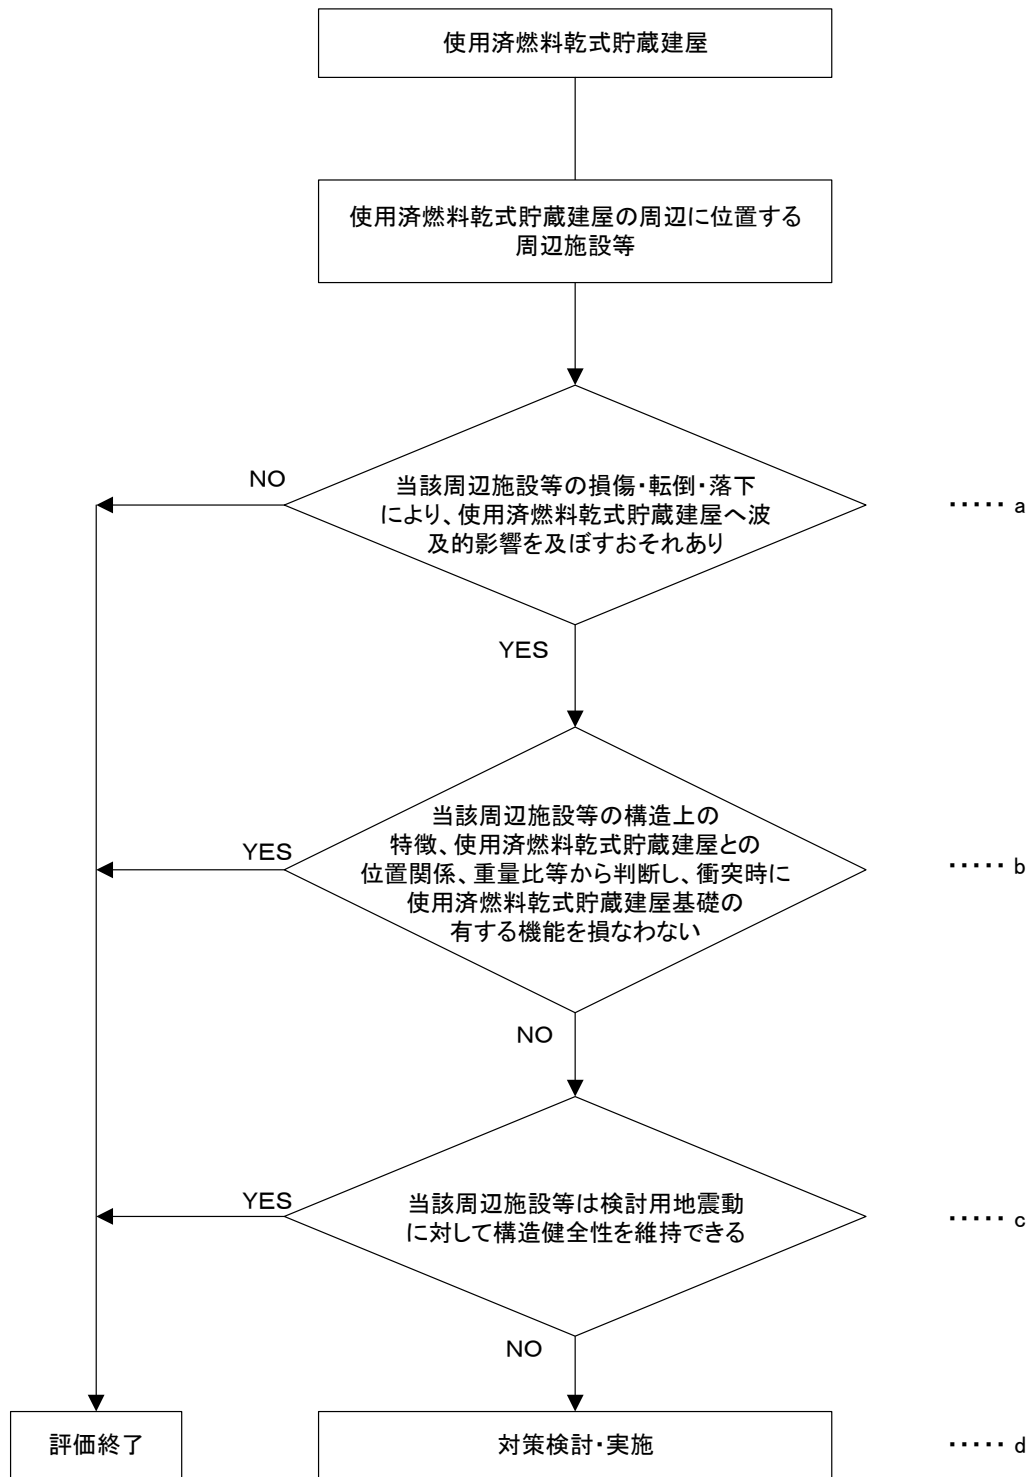 使用済燃料乾式貯蔵建屋
使用済燃料乾式貯蔵建屋の周辺に位置する
周辺施設等
NO
当該周辺施設等の損傷・転倒・落下
により、使用済燃料乾式貯蔵建屋へ波
及的影響を及ぼすおそれあり
・・・・・ a
YES
当該周辺施設等の構造上の
特徴、使用済燃料乾式貯蔵建屋との
位置関係、重量比等から判断し、衝突時に
使用済燃料乾式貯蔵建屋基礎の
有する機能を損なわない
YES
・・・・・ b
NO
YES
当該周辺施設等は検討用地震動
に対して構造健全性を維持できる
・・・・・ c
NO
評価終了
対策検討・実施
・・・・・ d